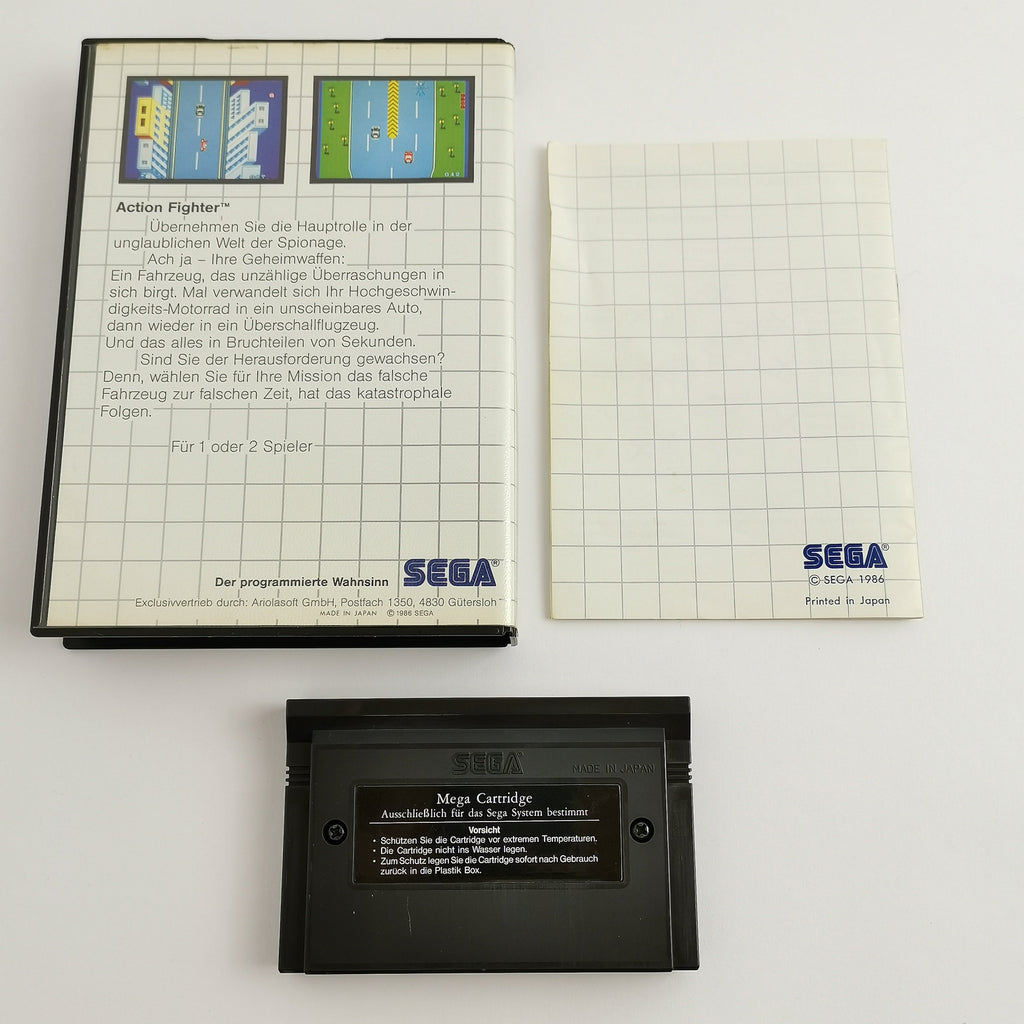 Action Fighter™
Übernehmen Sie die Hauptrolle in der
unglaublichen Welt der Spionage.
Ach ja – Ihre Geheimwaffen:
Ein Fahrzeug, das unzählige Überraschungen in
sich birgt. Mal verwandelt sich Ihr Hochgeschwin-
digkeits-Motorrad in ein unscheinbares Auto,
dann wieder in ein Überschallflugzeug.
Und das alles in Bruchteilen von Sekunden.
Sind Sie der Herausforderung gewachsen?
Denn, wählen Sie für Ihre Mission das falsche
Fahrzeug zur falschen Zeit, hat das katastrophale
Folgen.
Für 1 oder 2 Spieler
Der programmierte Wahnsinn SEGA®
Exclusivvertrieb durch: Ariolasoft GmbH, Postfach 1350, 4830 Gütersloh
MADE IN JAPAN © 1986 SEGA
SEGA®
© SEGA 1986
Printed in Japan
SEGA®
MADE IN JAPAN
Mega Cartridge
Ausschließlich für das Sega System bestimmt
Vorsicht
• Schützen Sie die Cartridge vor extremen Temperaturen.
• Die Cartridge nicht ins Wasser legen.
• Zum Schutz legen Sie die Cartridge sofort nach Gebrauch
zurück in die Plastik Box.